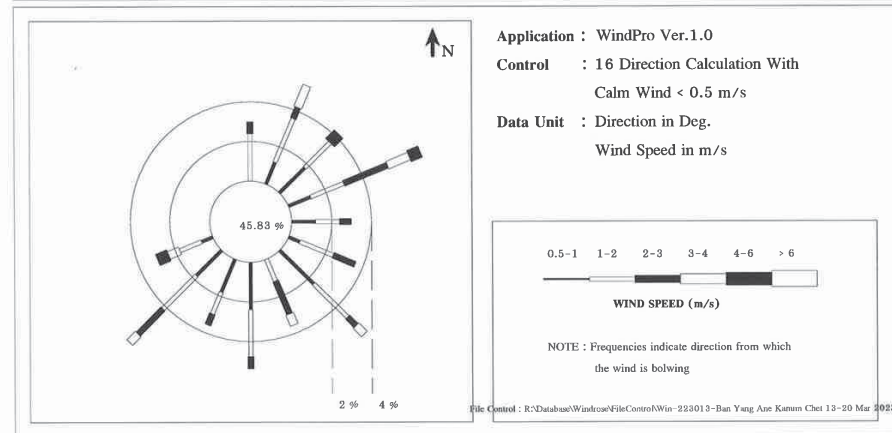 N
Application : WindPro Ver.1.0
Control : 16 Direction Calculation With
Calm Wind < 0.5 m/s
Data Unit : Direction in Deg.
Wind Speed in m/s
45.83 %
2 % 4 %
0.5-1 1-2 2-3 3-4 4-6 > 6
WIND SPEED (m/s)
NOTE : Frequencies indicate direction from which
the wind is bolwing
File Control : R:\Database\Windrose\FileControl\Win-223013-Ban Yang Ane Kanum Chet 13-20 Mar 2023